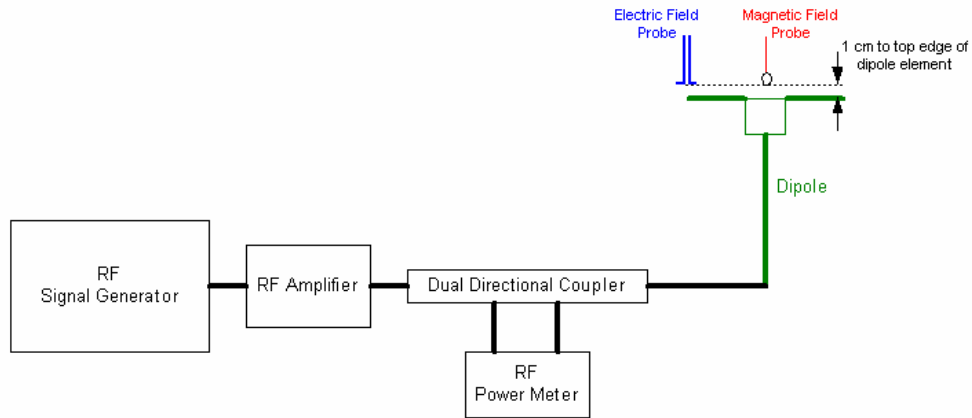 Electric Field
Probe
Magnetic Field
Probe
1 cm to top edge of
dipole element
Dipole
RF
Signal Generator
RF Amplifier
Dual Directional Coupler
RF
Power Meter